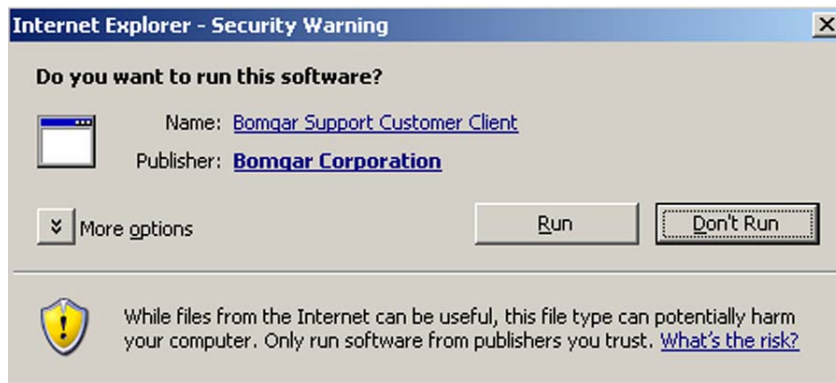 Internet Explorer - Security Warning
Do you want to run this software?
Name: Bomgar Support Customer Client
Publisher: Bomgar Corporation
More options
Run
Don't Run
While files from the Internet can be useful, this file type can potentially harm
your computer. Only run software from publishers you trust. What's the risk?